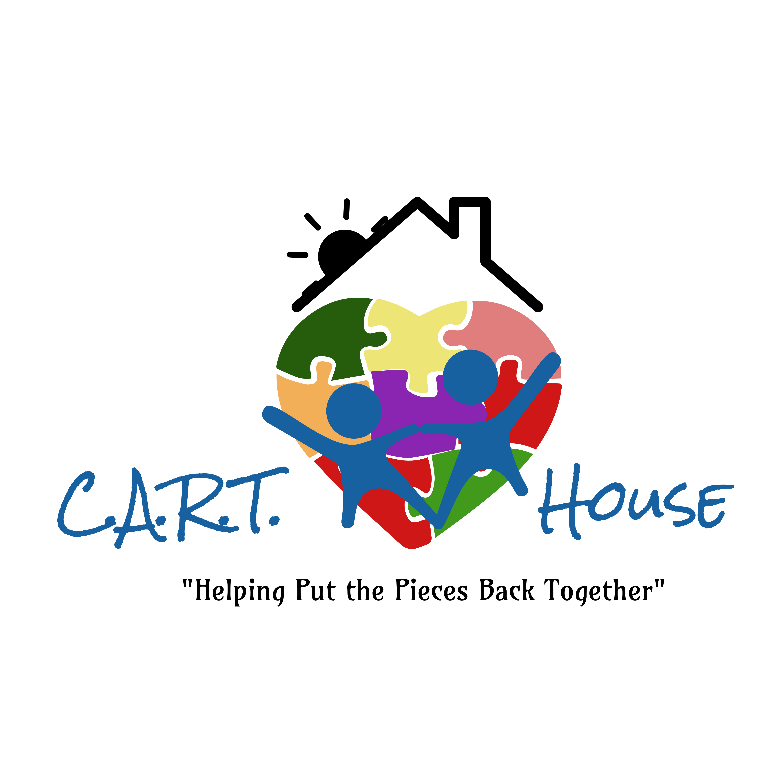 C.A.R.T. House
"Helping Put the Pieces Back Together"